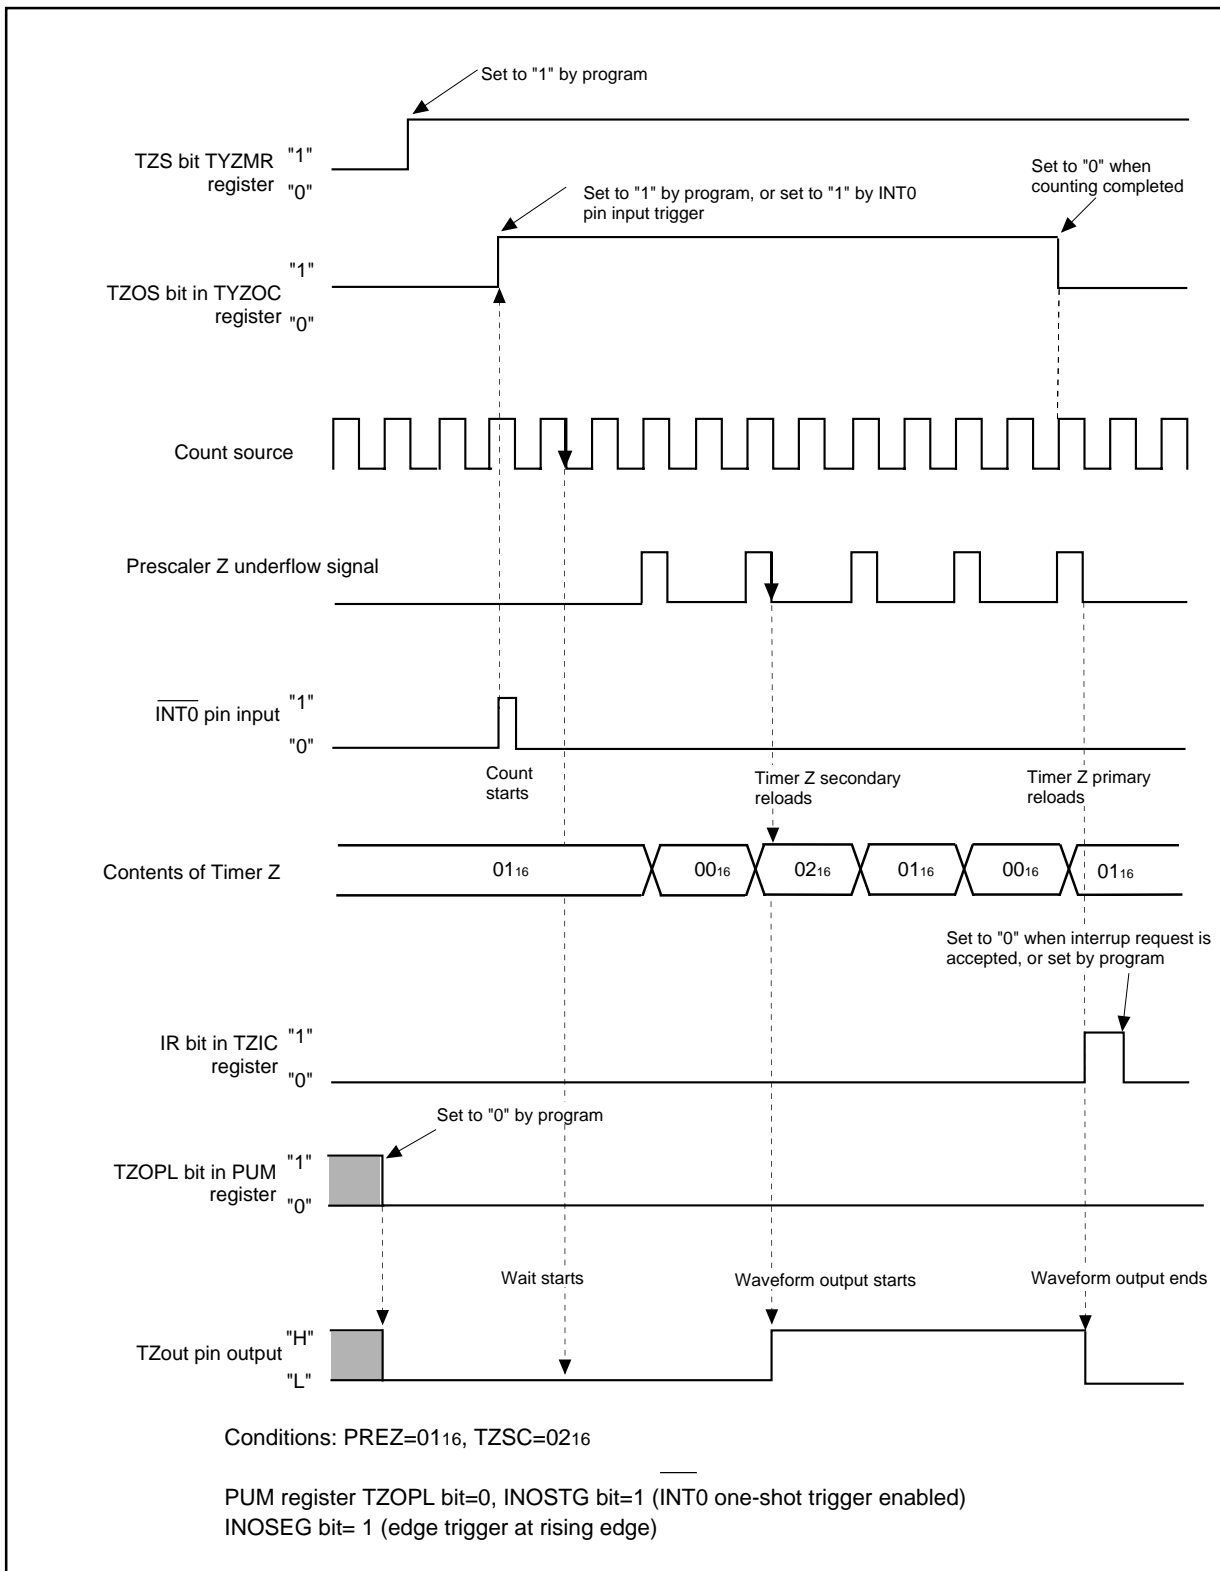 Set to "1" by program
TZS bit TYZMR
register
"1"
"0"
Set to "1" by program, or set to "1" by INT0
pin input trigger
Set to "0" when
counting completed
TZOS bit in TYZOC
register
"1"
"0"
Count source
Prescaler Z underflow signal
INT0 pin input
"1"
"0"
Count
starts
Timer Z secondary
reloads
Timer Z primary
reloads
Contents of Timer Z
0116
0016
0216
0116
0016
0116
Set to "0" when interrup request is
accepted, or set by program
IR bit in TZIC
register
"1"
"0"
Set to "0" by program
TZOPL bit in PUM
register
"1"
"0"
Wait starts
Waveform output starts
Waveform output ends
TZout pin output
"H"
"L"
Conditions: PREZ=0116, TZSC=0216
PUM register TZOPL bit=0, INOSTG bit=1 (INT0 one-shot trigger enabled)
INOSEG bit= 1 (edge trigger at rising edge)